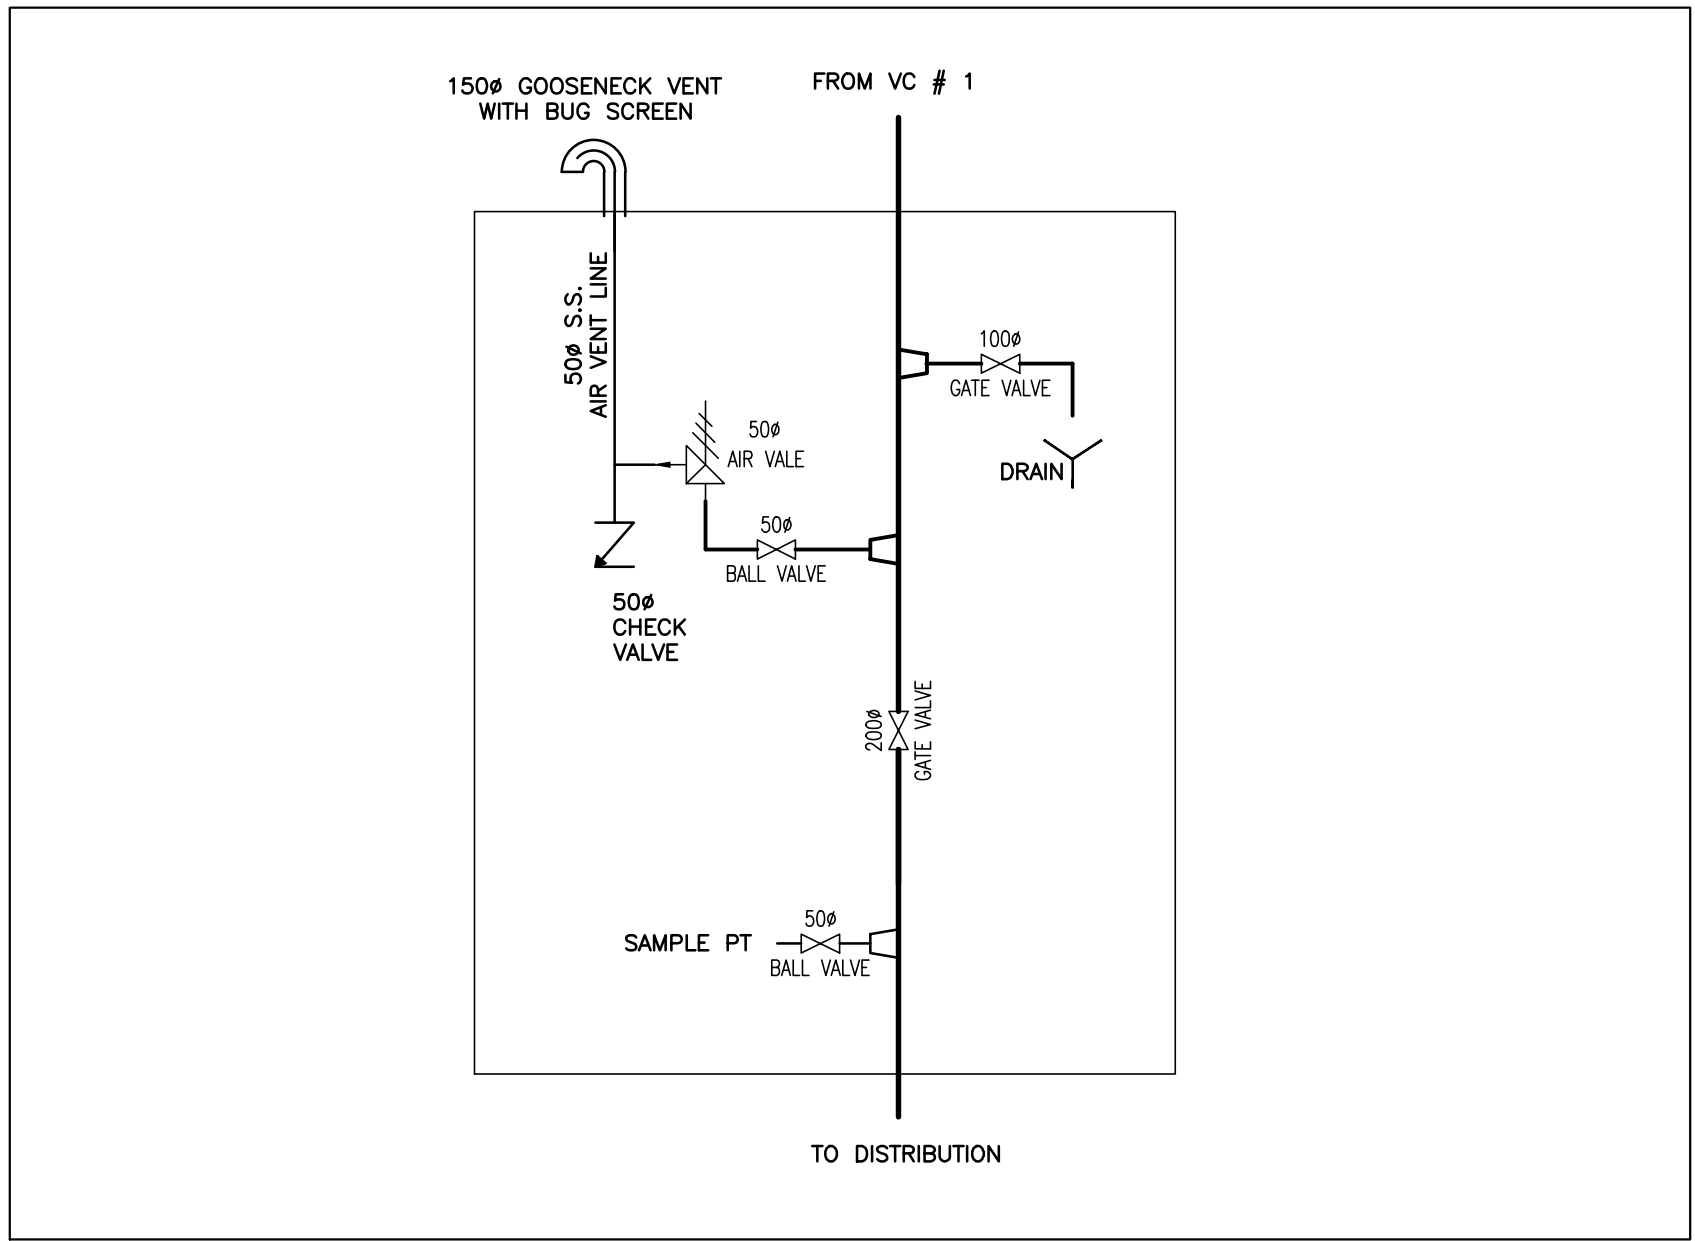 150ø GOOSENECK VENT
WITH BUG SCREEN
FROM VC # 1
50ø S.S.
AIR VENT LINE
100ø
GATE VALVE
DRAIN
50ø
AIR VALE
50ø
BALL VALVE
50ø
CHECK
VALVE
200ø
GATE VALVE
SAMPLE PT
50ø
BALL VALVE
TO DISTRIBUTION